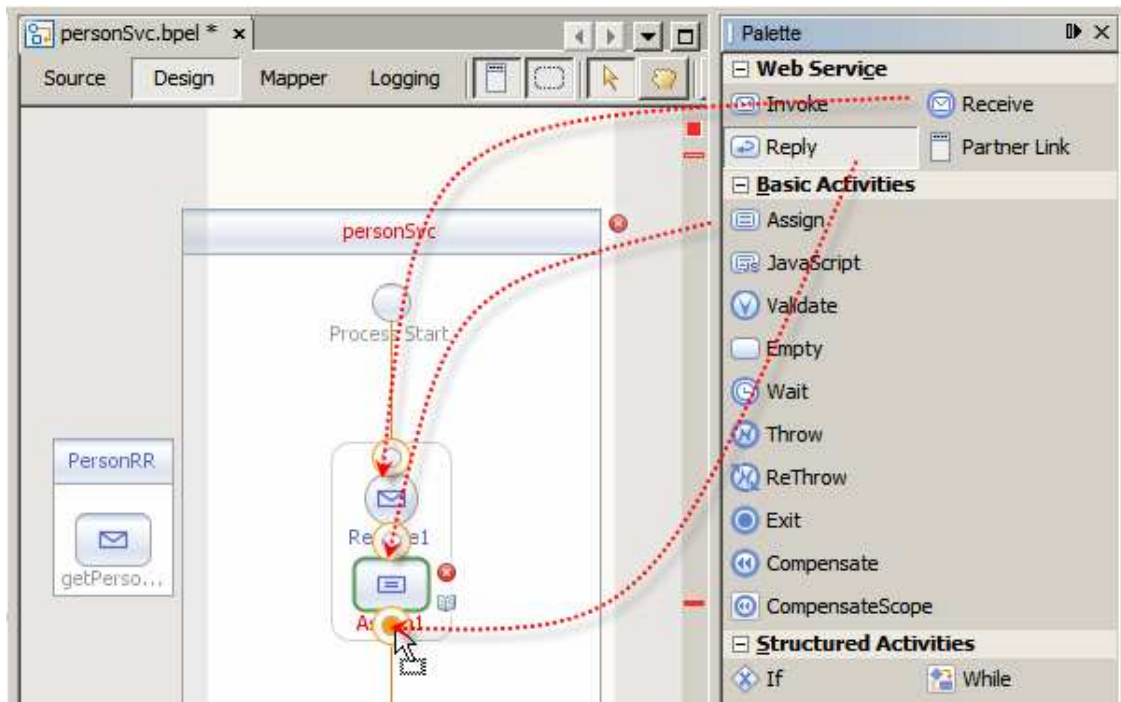 personSvc.bpel *
Source Design Mapper Logging
personSvc
Process Start
PersonRR
getPerso...
Palette
Web Service
Invoke Receive
Reply Partner Link
Basic Activities
Assign
JavaScript
Validate
Empty
Wait
Throw
ReThrow
Exit
Compensate
CompensateScope
Structured Activities
If While